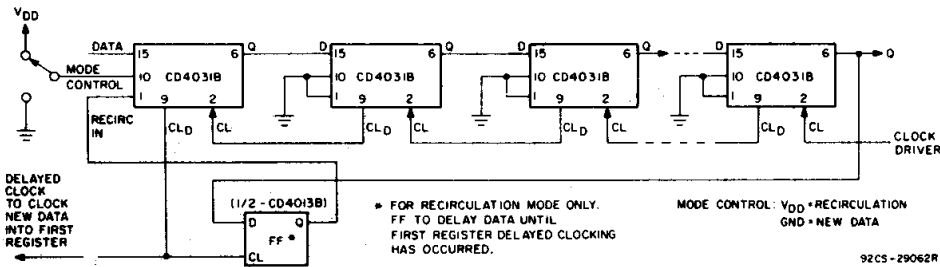 VDD
DATA
MODE
CONTROL
RECIRC
IN
15 6
10
1
9 2
CD4031B
Q D
CLD CL
15 6
10
1
9 2
CD4031B
Q D
CLD CL
15 6
10
1
9 2
CD4031B
Q D
CLD CL
15 6
10
1
9 2
CD4031B
Q
CLD CL
CLOCK
DRIVER
DELAYED
CLOCK
TO CLOCK
NEW DATA
INTO FIRST
REGISTER
(1/2 - CD4013B)
D Q
FF *
CL
* FOR RECIRCULATION MODE ONLY.
FF TO DELAY DATA UNTIL
FIRST REGISTER DELAYED CLOCKING
HAS OCCURRED.
MODE CONTROL: VDD = RECIRCULATION
GND = NEW DATA
92CS-29062R